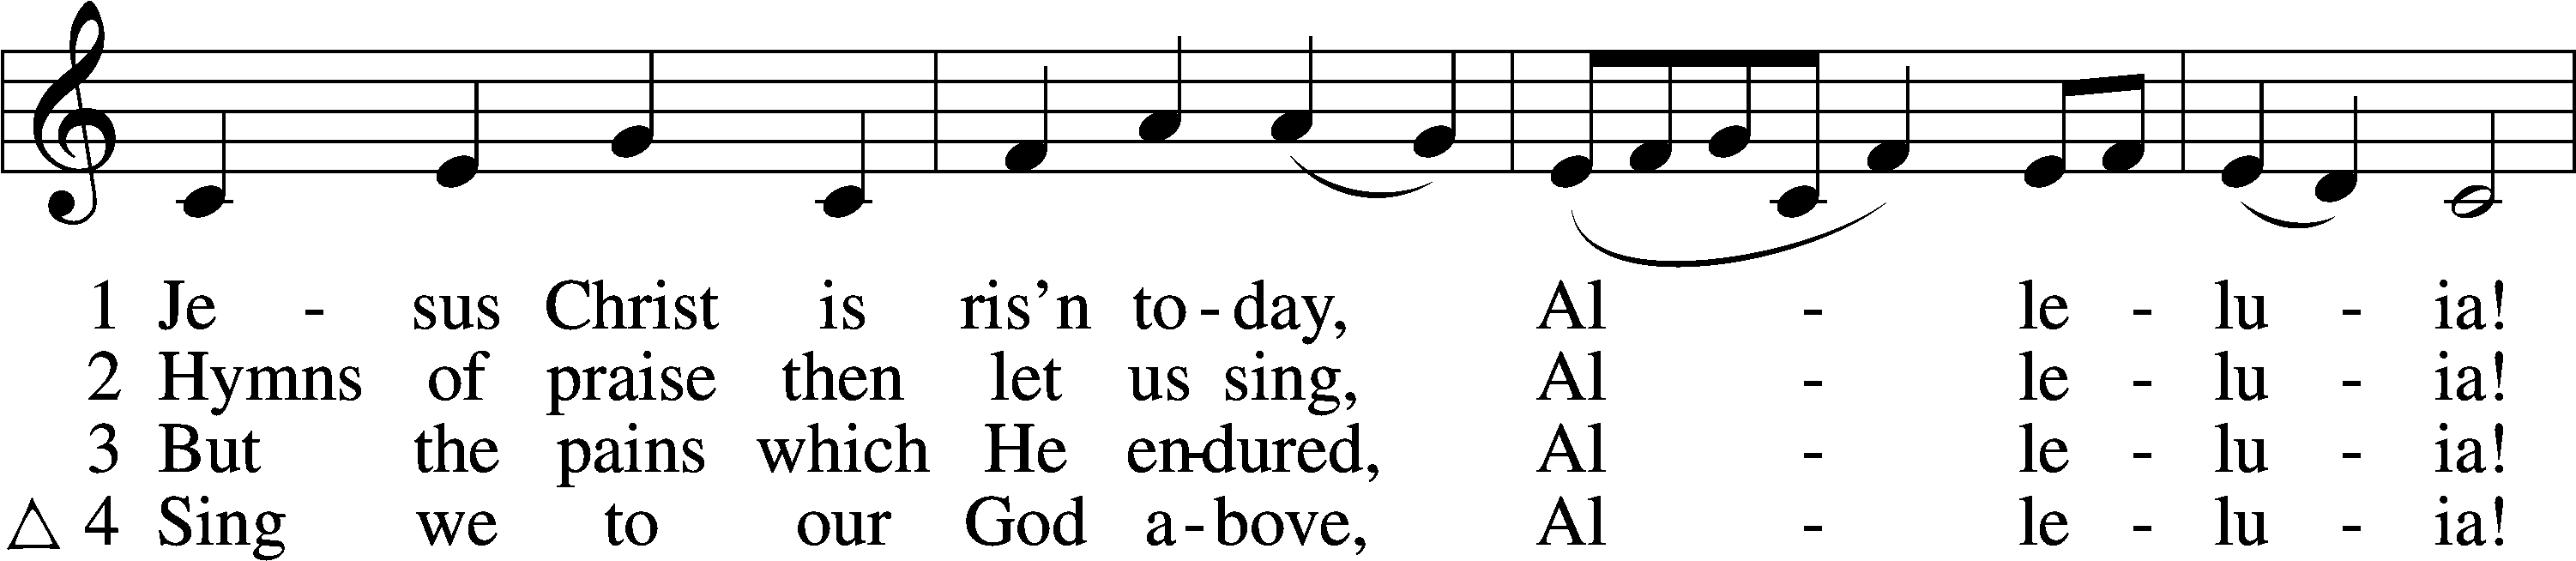 1 Je - sus Christ is ris’n to - day, Al - le - lu - ia!
2 Hymns of praise then let us sing, Al - le - lu - ia!
3 But the pains which He en - dured, Al - le - lu - ia!
△ 4 Sing we to our God a - bove, Al - le - lu - ia!